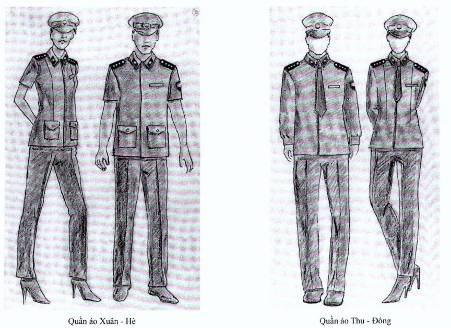 Quần áo Xuân - Hè
Quần áo Thu - Đông